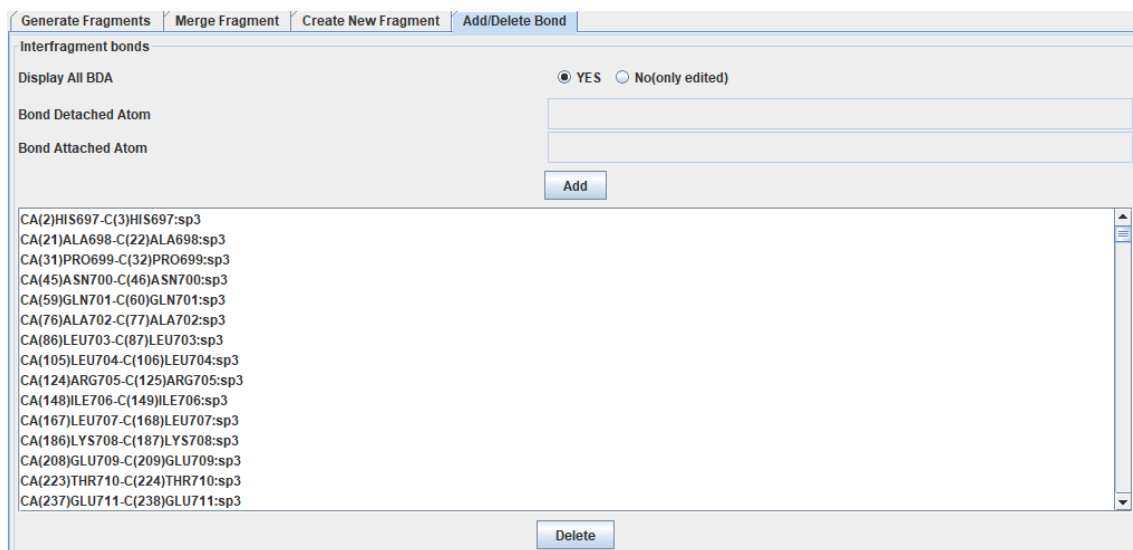 Generate Fragments Merge Fragment Create New Fragment Add/Delete Bond
Interfragment bonds
Display All BDA YES No(only edited)
Bond Detached Atom
Bond Attached Atom
Add
CA(2)HIS697-C(3)HIS697:sp3
CA(21)ALA698-C(22)ALA698:sp3
CA(31)PRO699-C(32)PRO699:sp3
CA(45)ASN700-C(46)ASN700:sp3
CA(59)GLN701-C(60)GLN701:sp3
CA(76)ALA702-C(77)ALA702:sp3
CA(86)LEU703-C(87)LEU703:sp3
CA(105)LEU704-C(106)LEU704:sp3
CA(124)ARG705-C(125)ARG705:sp3
CA(148)ILE706-C(149)ILE706:sp3
CA(167)LEU707-C(168)LEU707:sp3
CA(186)LYS708-C(187)LYS708:sp3
CA(208)GLU709-C(209)GLU709:sp3
CA(223)THR710-C(224)THR710:sp3
CA(237)GLU711-C(238)GLU711:sp3
Delete